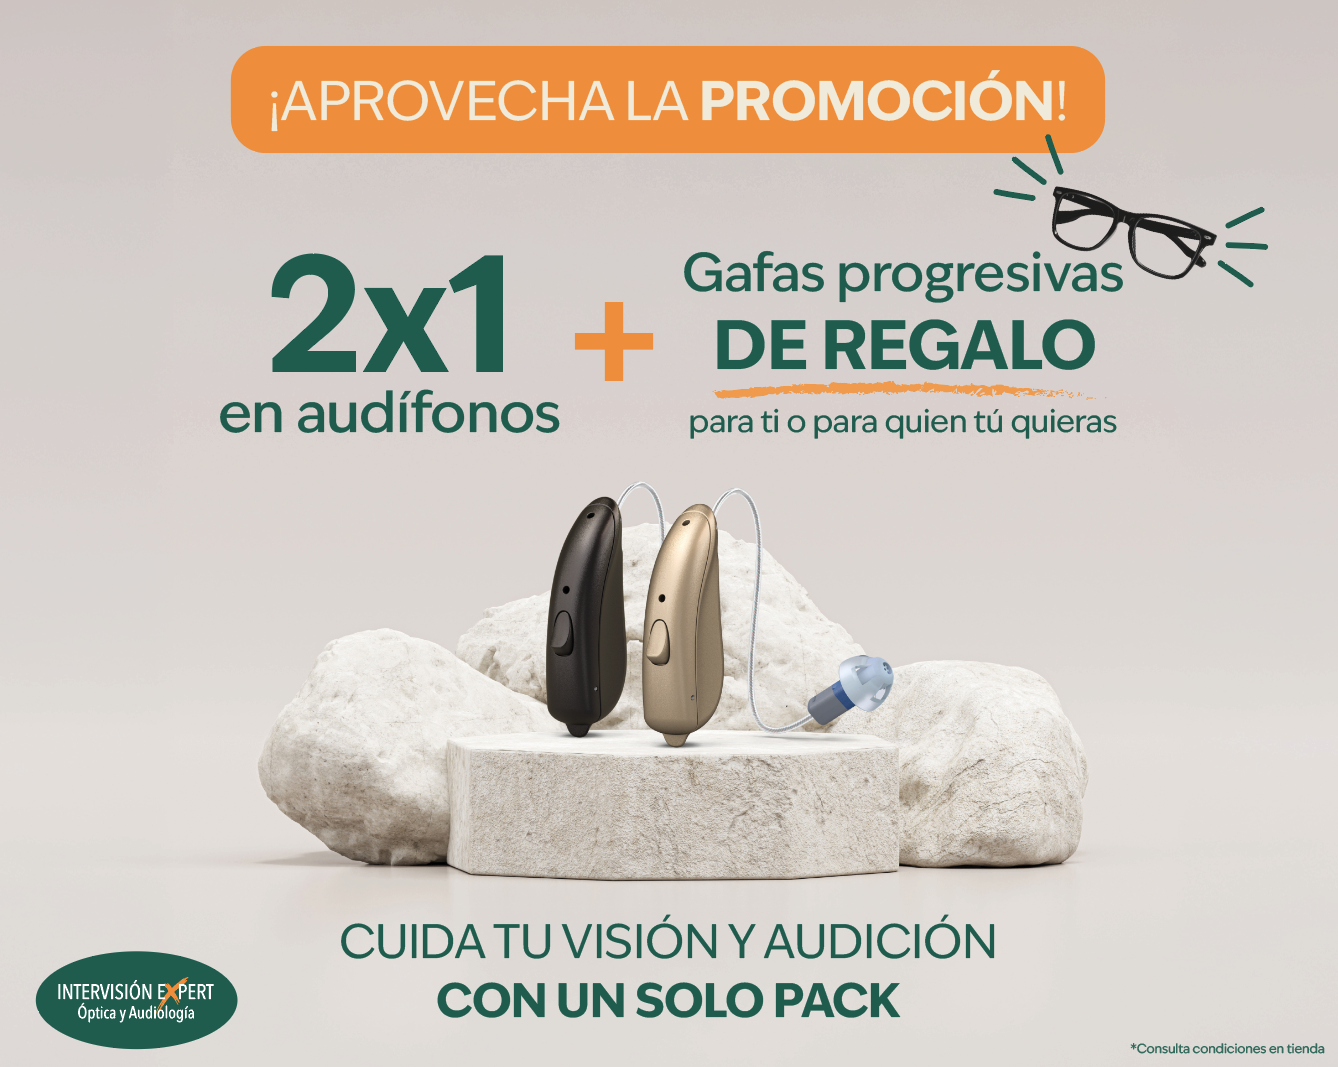 ¡APROVECHA LA PROMOCIÓN!
2x1
en audífonos
+
Gafas progresivas
DE REGALO
para ti o para quien tú quieras
CUIDA TU VISIÓN Y AUDICIÓN
CON UN SOLO PACK
INTERVISIÓN EXPERT
Óptica y Audiología
*Consulta condiciones en tienda